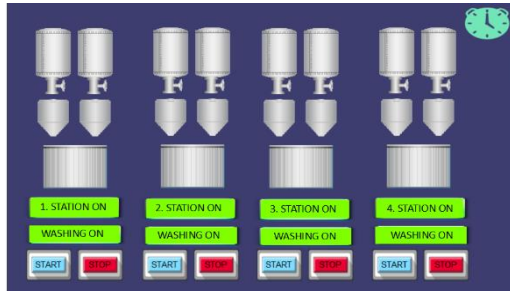 1. STATION ON 2. STATION ON 3. STATION ON 4. STATION ON
WASHING ON WASHING ON WASHING ON WASHING ON
START STOP START STOP START STOP START STOP